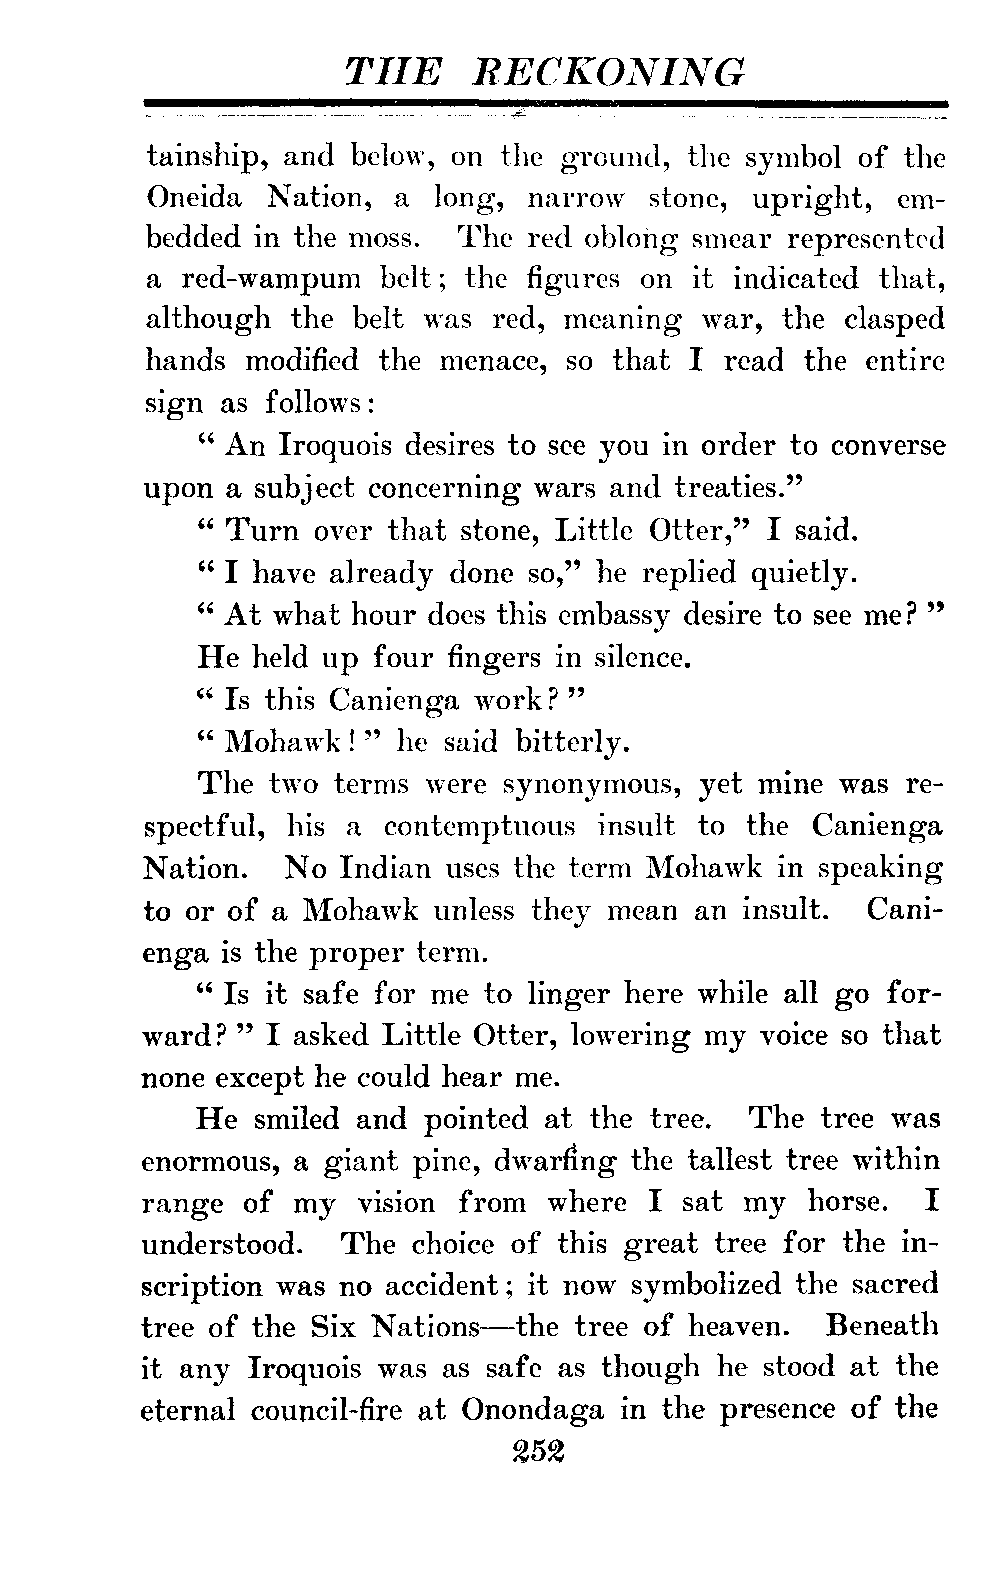 THE RECKONING
tainship, and below, on the ground, the symbol of the
Oneida Nation, a long, narrow stone, upright, em-
bedded in the moss. The red oblong smear represented
a red-wampum belt; the figures on it indicated that,
although the belt was red, meaning war, the clasped
hands modified the menace, so that I read the entire
sign as follows:
“ An Iroquois desires to see you in order to converse
upon a subject concerning wars and treaties.”
“ Turn over that stone, Little Otter,” I said.
“ I have already done so,” he replied quietly.
“ At what hour does this embassy desire to see me? ”
He held up four fingers in silence.
“ Is this Canienga work? ”
“ Mohawk! ” he said bitterly.
The two terms were synonymous, yet mine was re-
spectful, his a contemptuous insult to the Canienga
Nation. No Indian uses the term Mohawk in speaking
to or of a Mohawk unless they mean an insult. Cani-
enga is the proper term.
“ Is it safe for me to linger here while all go for-
ward? ” I asked Little Otter, lowering my voice so that
none except he could hear me.
He smiled and pointed at the tree. The tree was
enormous, a giant pine, dwarfing the tallest tree within
range of my vision from where I sat my horse. I
understood. The choice of this great tree for the in-
scription was no accident; it now symbolized the sacred
tree of the Six Nations—the tree of heaven. Beneath
it any Iroquois was as safe as though he stood at the
eternal council-fire at Onondaga in the presence of the
252